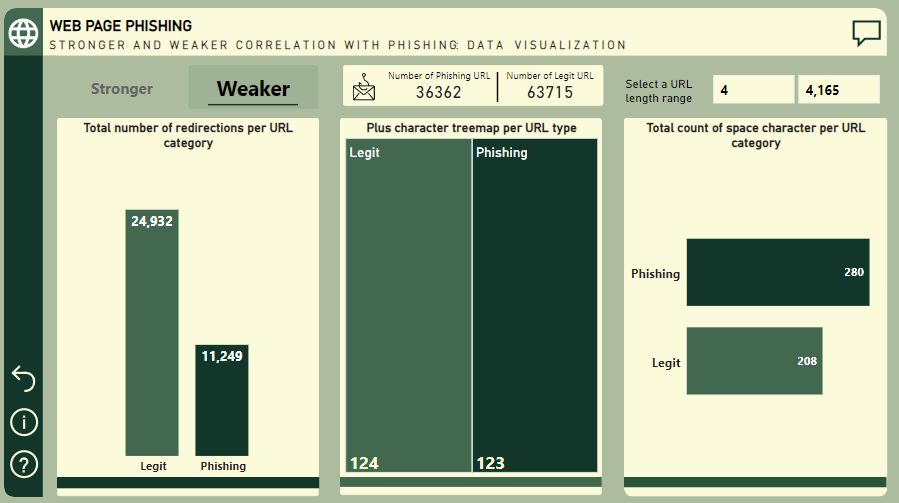 WEB PAGE PHISHING
STRONGER AND WEAKER CORRELATION WITH PHISHING: DATA VISUALIZATION
Stronger
Weaker
Number of Phishing URL
36362
Number of Legit URL
63715
Select a URL
length range
4
4,165
Total number of redirections per URL
category
24,932
11,249
Legit
Phishing
Plus character treemap per URL type
Legit
Phishing
124
123
Total count of space character per URL
category
Phishing
280
Legit
208
i
?